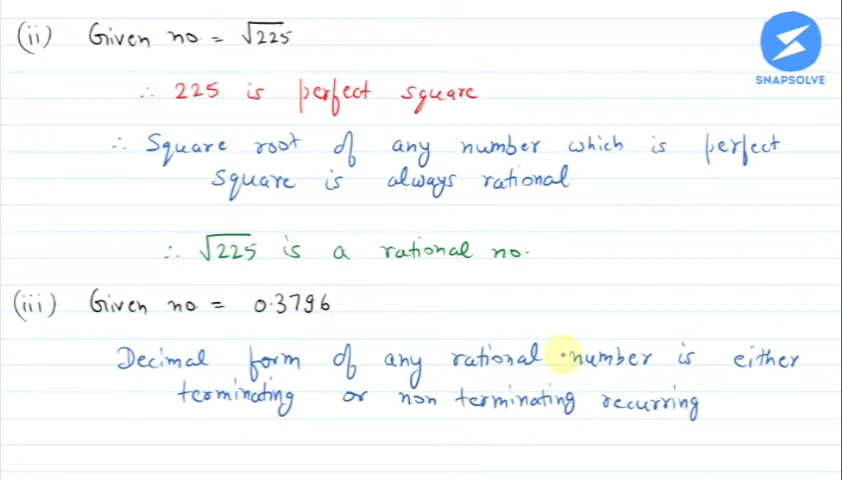 (ii) Given no = √225
SNAPSOLVE
∴ 225 is perfect square
∴ Square root of any number which is perfect
square is always rational
∴ √225 is a rational no.
(iii) Given no = 0.3796
Decimal form of any rational number is either
terminating or non terminating recurring